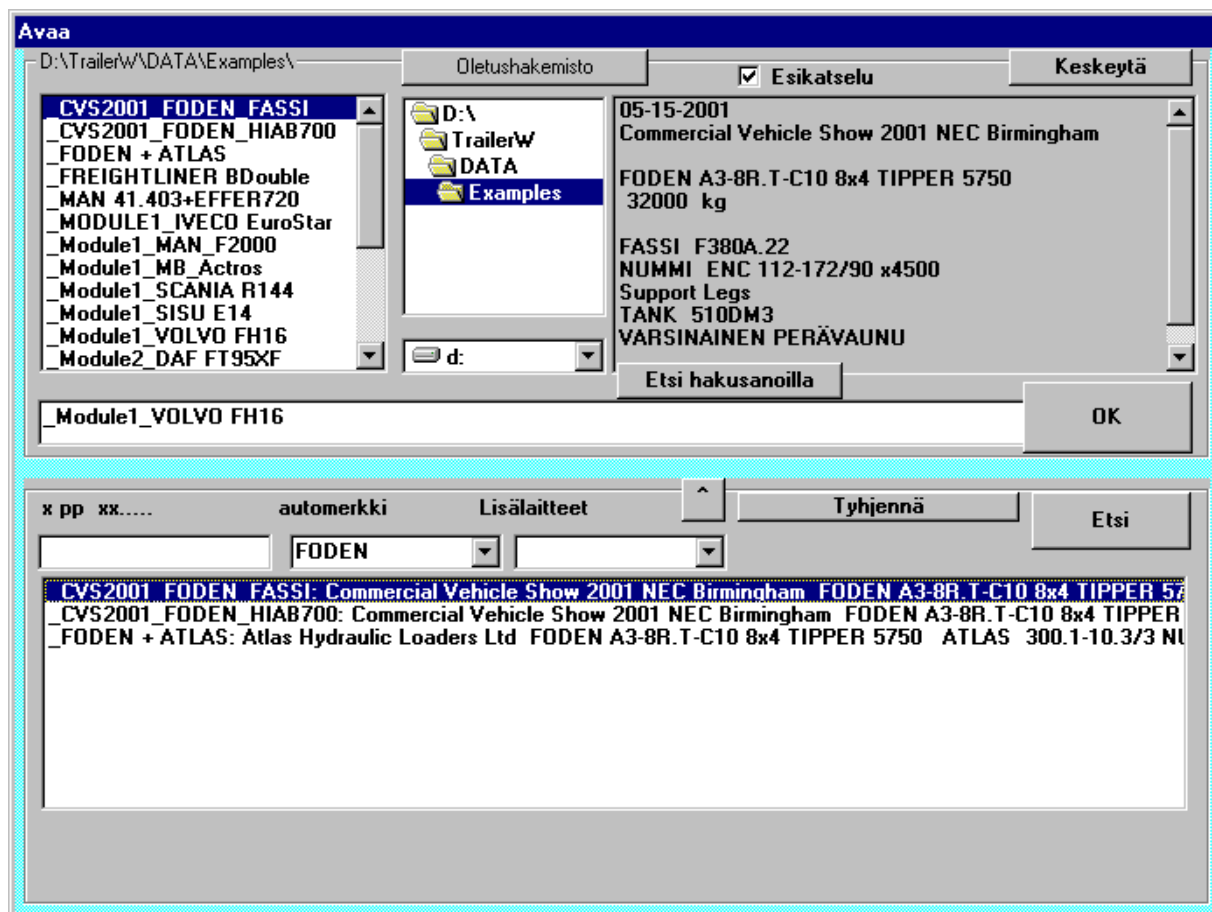 Avaa
D:\TrailerW\DATA\Examples\
Oletushakemisto
Esikatselu
Keskeytä
_CVS2001_FODEN_FASSI
_CVS2001_FODEN_HIAB700
_FODEN + ATLAS
_FREIGHTLINER BDouble
_MAN 41.403+EFFER720
_MODULE1_IVECO EuroStar
_Module1_MAN_F2000
_Module1_MB_Actros
_Module1_SCANIA R144
_Module1_SISU E14
_Module1_VOLVO FH16
_Module2_DAF FT95XF
D:\
TrailerW
DATA
Examples
d:
05-15-2001
Commercial Vehicle Show 2001 NEC Birmingham
FODEN A3-8R.T-C10 8x4 TIPPER 5750
32000 kg
FASSI F380A.22
NUMMI ENC 112-172/90 x4500
Support Legs
TANK 510DM3
VARSINAINEN PERÄVAUNU
Etsi hakusanoilla
_Module1_VOLVO FH16
OK
x pp xx.....
automerkki
Lisälaitteet
^
Tyhjennä
Etsi
FODEN
_CVS2001_FODEN_FASSI: Commercial Vehicle Show 2001 NEC Birmingham FODEN A3-8R.T-C10 8x4 TIPPER 57
_CVS2001_FODEN_HIAB700: Commercial Vehicle Show 2001 NEC Birmingham FODEN A3-8R.T-C10 8x4 TIPPER
_FODEN + ATLAS: Atlas Hydraulic Loaders Ltd FODEN A3-8R.T-C10 8x4 TIPPER 5750 ATLAS 300.1-10.3/3 NU